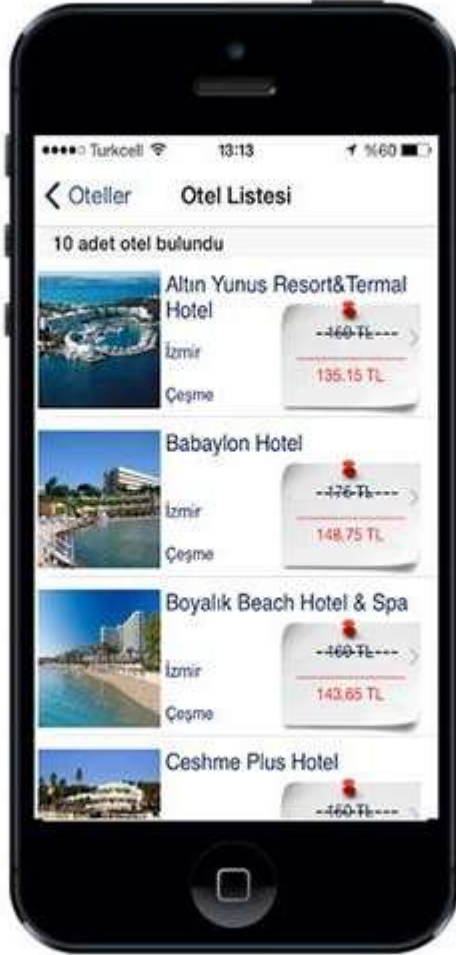 Turkcell 13:13 %60
Oteller Otel Listesi
10 adet otel bulundu
Altın Yunus Resort&Termal
Hotel
160 TL
İzmir
135.15 TL
Çeşme
Babaylon Hotel
175 TL
İzmir
148.75 TL
Çeşme
Boyalık Beach Hotel & Spa
169 TL
İzmir
143.65 TL
Çeşme
Ceshme Plus Hotel
160 TL